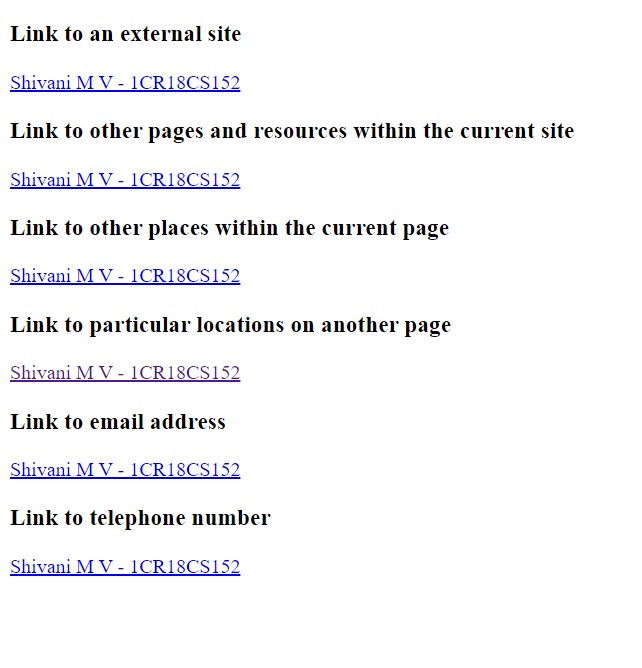 Link to an external site
Shivani M V - 1CR18CS152
Link to other pages and resources within the current site
Shivani M V - 1CR18CS152
Link to other places within the current page
Shivani M V - 1CR18CS152
Link to particular locations on another page
Shivani M V - 1CR18CS152
Link to email address
Shivani M V - 1CR18CS152
Link to telephone number
Shivani M V - 1CR18CS152